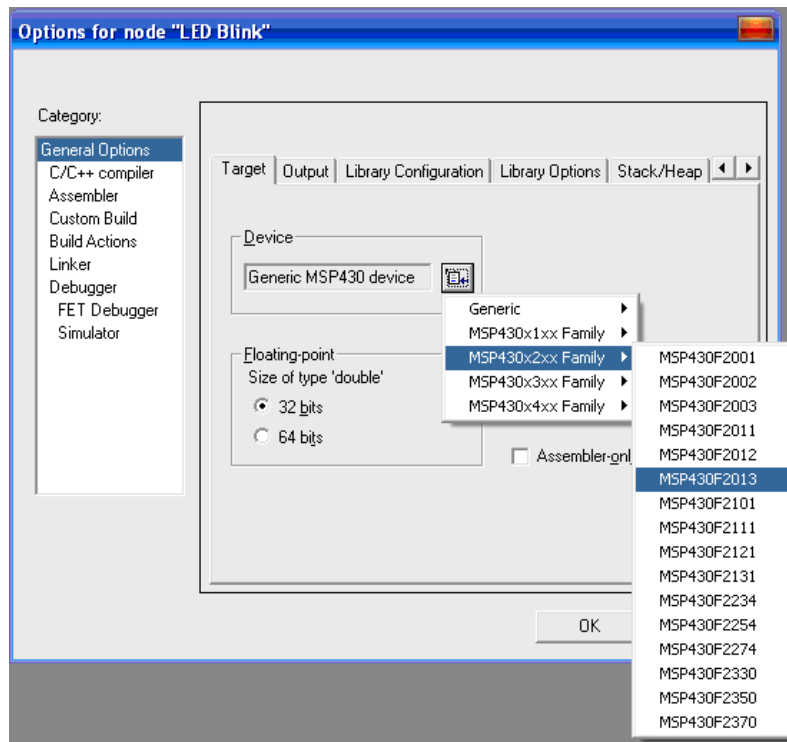 Options for node "LED Blink"
Category:
General Options
C/C++ compiler
Assembler
Custom Build
Build Actions
Linker
Debugger
FET Debugger
Simulator
Target
Output
Library Configuration
Library Options
Stack/Heap
Device
Generic MSP430 device
Floating-point
Size of type 'double'
32 bits
64 bits
Generic
MSP430x1xx Family
MSP430x2xx Family
MSP430x3xx Family
MSP430x4xx Family
MSP430F2001
MSP430F2002
MSP430F2003
MSP430F2011
MSP430F2012
MSP430F2013
MSP430F2101
MSP430F2111
MSP430F2121
MSP430F2131
MSP430F2234
MSP430F2254
MSP430F2274
MSP430F2330
MSP430F2350
MSP430F2370
Assembler-onl
OK